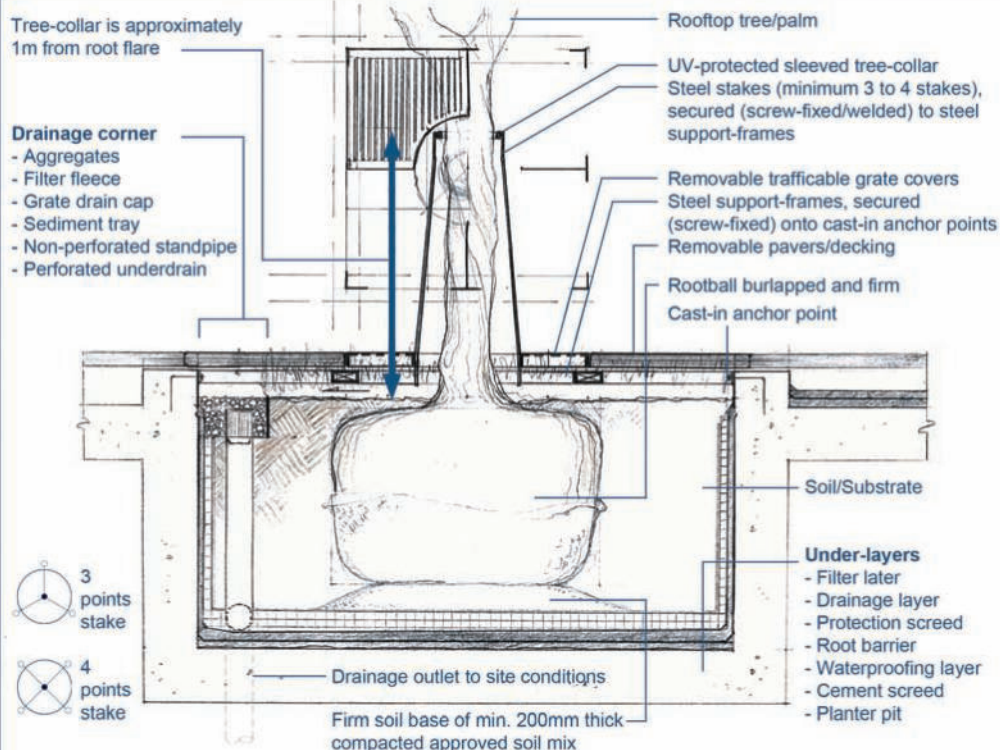 Tree-collar is approximately
1m from root flare
Drainage corner
- Aggregates
- Filter fleece
- Grate drain cap
- Sediment tray
- Non-perforated standpipe
- Perforated underdrain
Rooftop tree/palm
UV-protected sleeved tree-collar
Steel stakes (minimum 3 to 4 stakes),
secured (screw-fixed/welded) to steel
support-frames
Removable trafficable grate covers
Steel support-frames, secured
(screw-fixed) onto cast-in anchor points
Removable pavers/decking
Rootball burlapped and firm
Cast-in anchor point
Soil/Substrate
Under-layers
- Filter later
- Drainage layer
- Protection screed
- Root barrier
- Waterproofing layer
- Cement screed
- Planter pit
3
points
stake
4
points
stake
Drainage outlet to site conditions
Firm soil base of min. 200mm thick
compacted approved soil mix